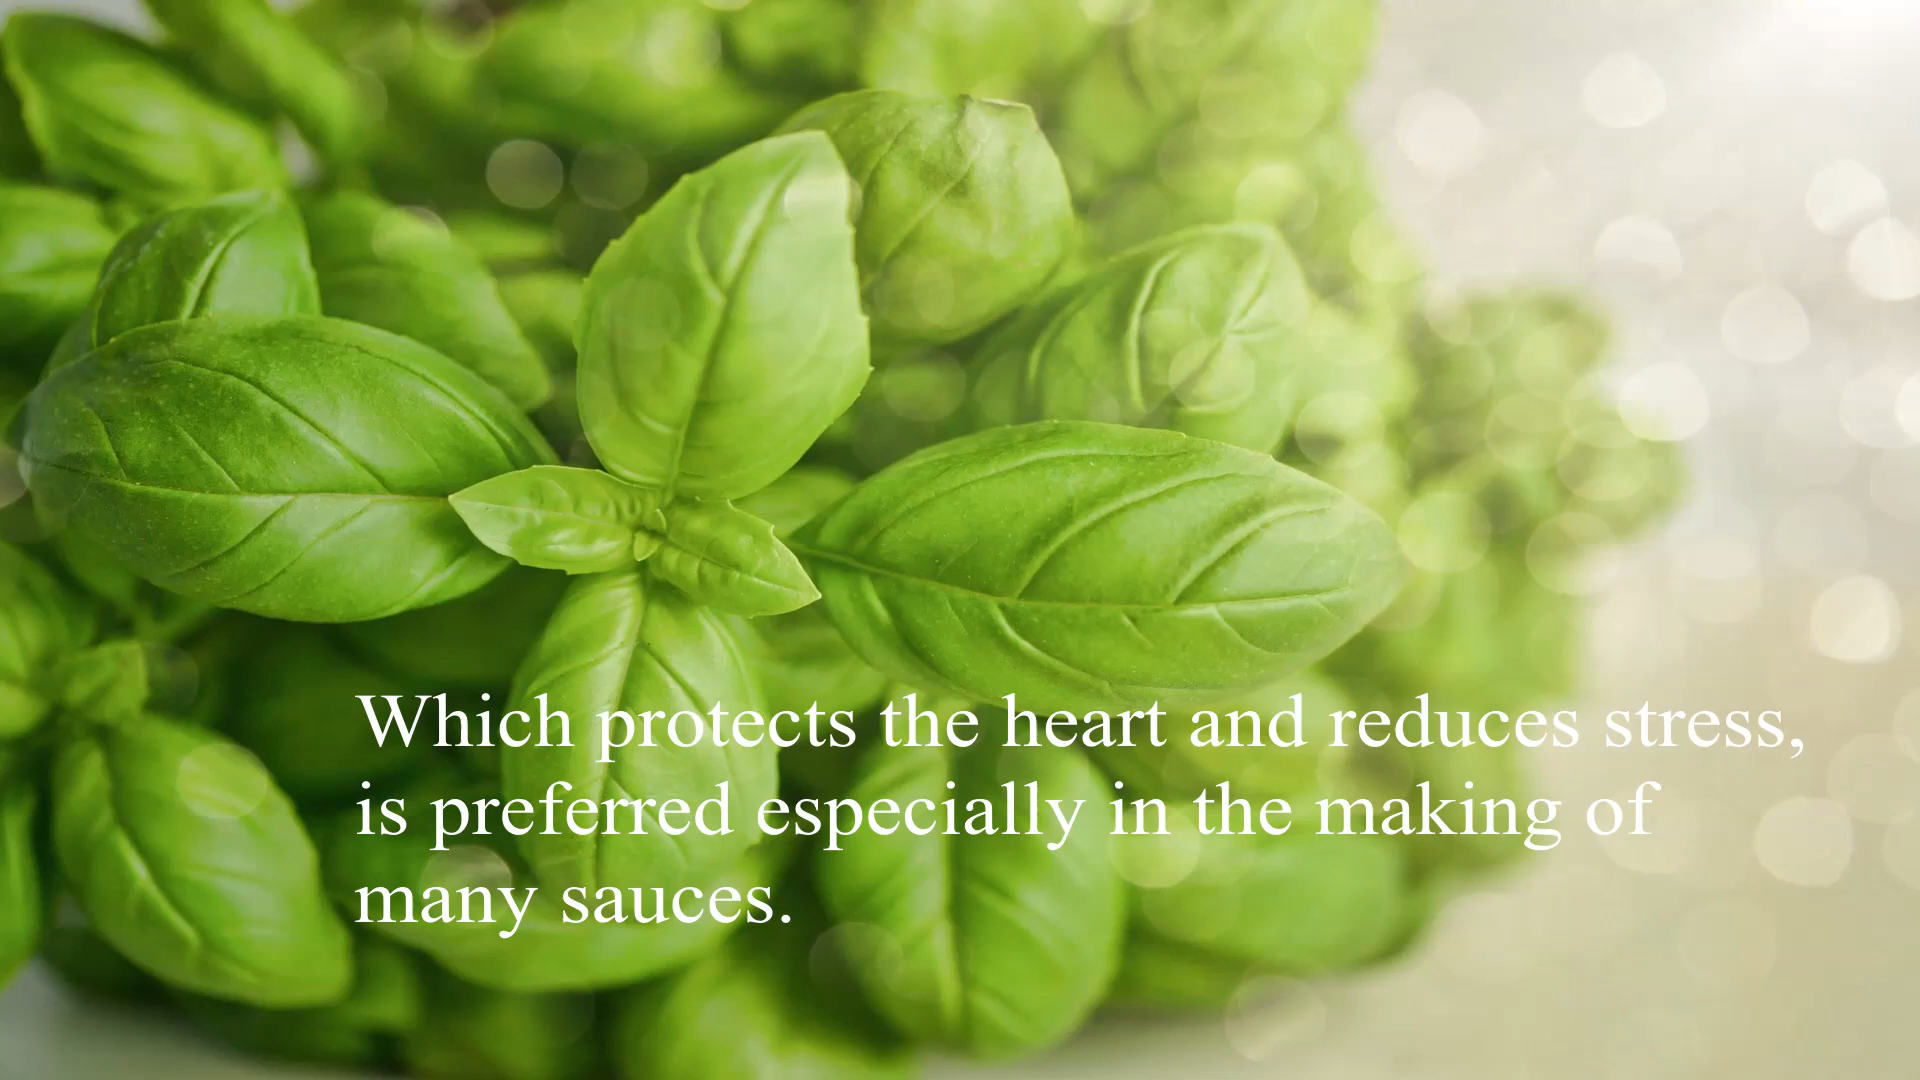 Which protects the heart and reduces stress,
is preferred especially in the making of
many sauces.